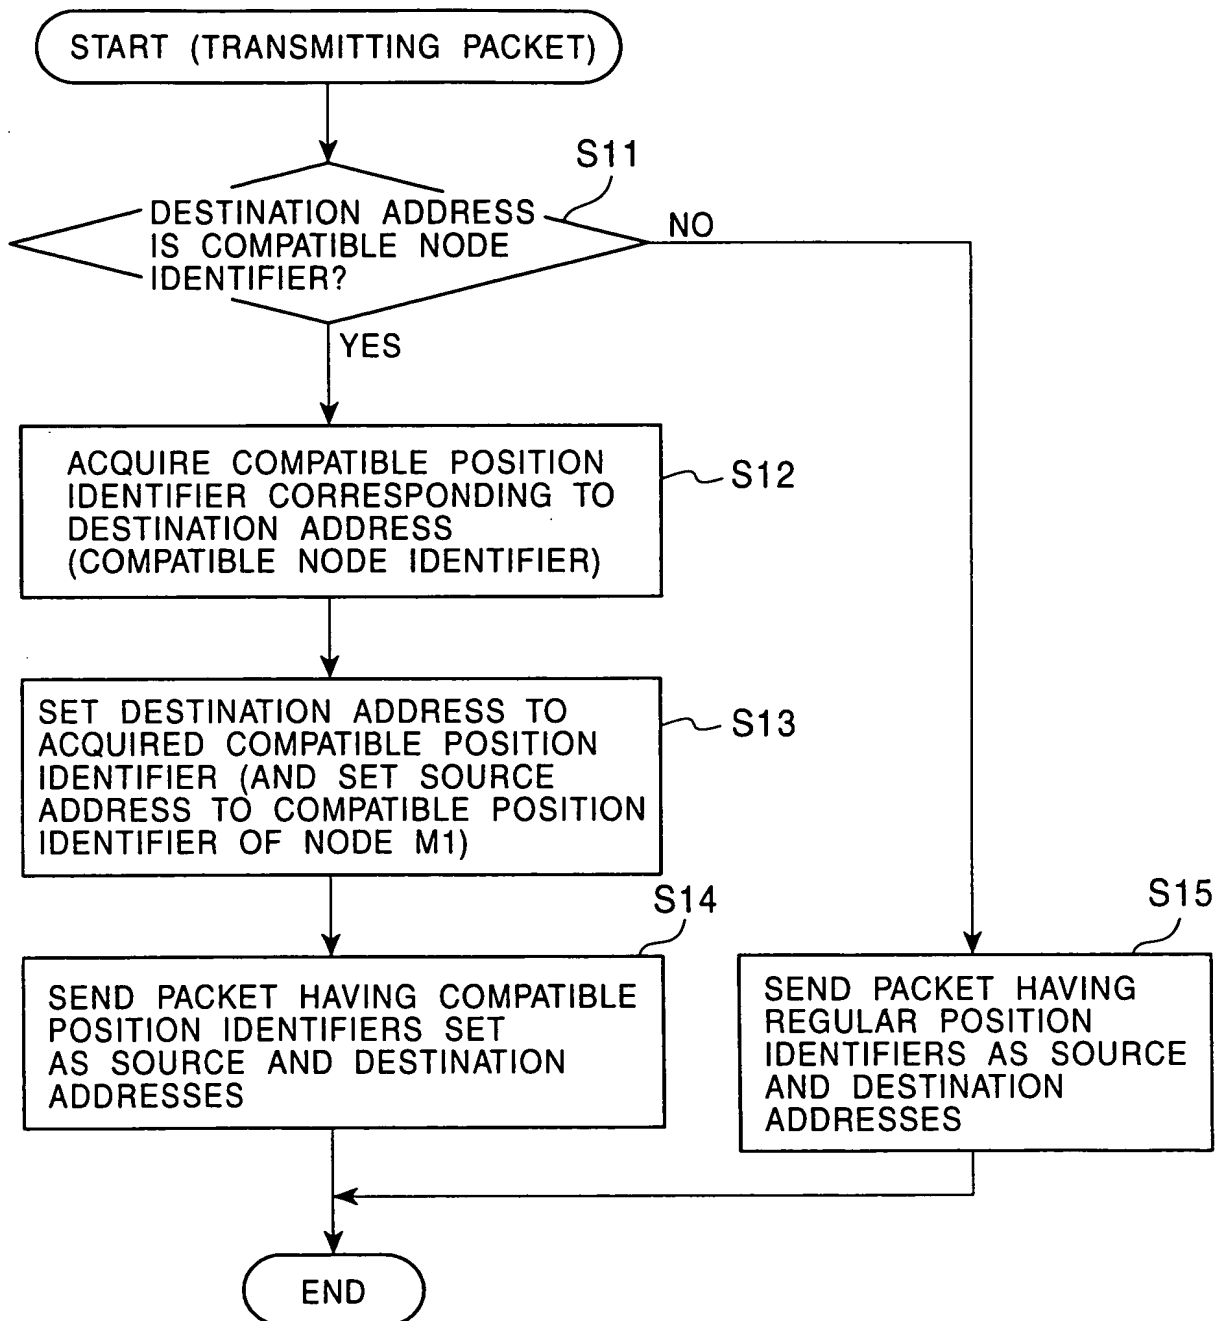 START (TRANSMITTING PACKET)
S11
DESTINATION ADDRESS
IS COMPATIBLE NODE
IDENTIFIER?
NO
YES
ACQUIRE COMPATIBLE POSITION
IDENTIFIER CORRESPONDING TO
DESTINATION ADDRESS
(COMPATIBLE NODE IDENTIFIER)
S12
SET DESTINATION ADDRESS TO
ACQUIRED COMPATIBLE POSITION
IDENTIFIER (AND SET SOURCE
ADDRESS TO COMPATIBLE POSITION
IDENTIFIER OF NODE M1)
S13
S14
SEND PACKET HAVING COMPATIBLE
POSITION IDENTIFIERS SET
AS SOURCE AND DESTINATION
ADDRESSES
S15
SEND PACKET HAVING
REGULAR POSITION
IDENTIFIERS AS SOURCE
AND DESTINATION
ADDRESSES
END